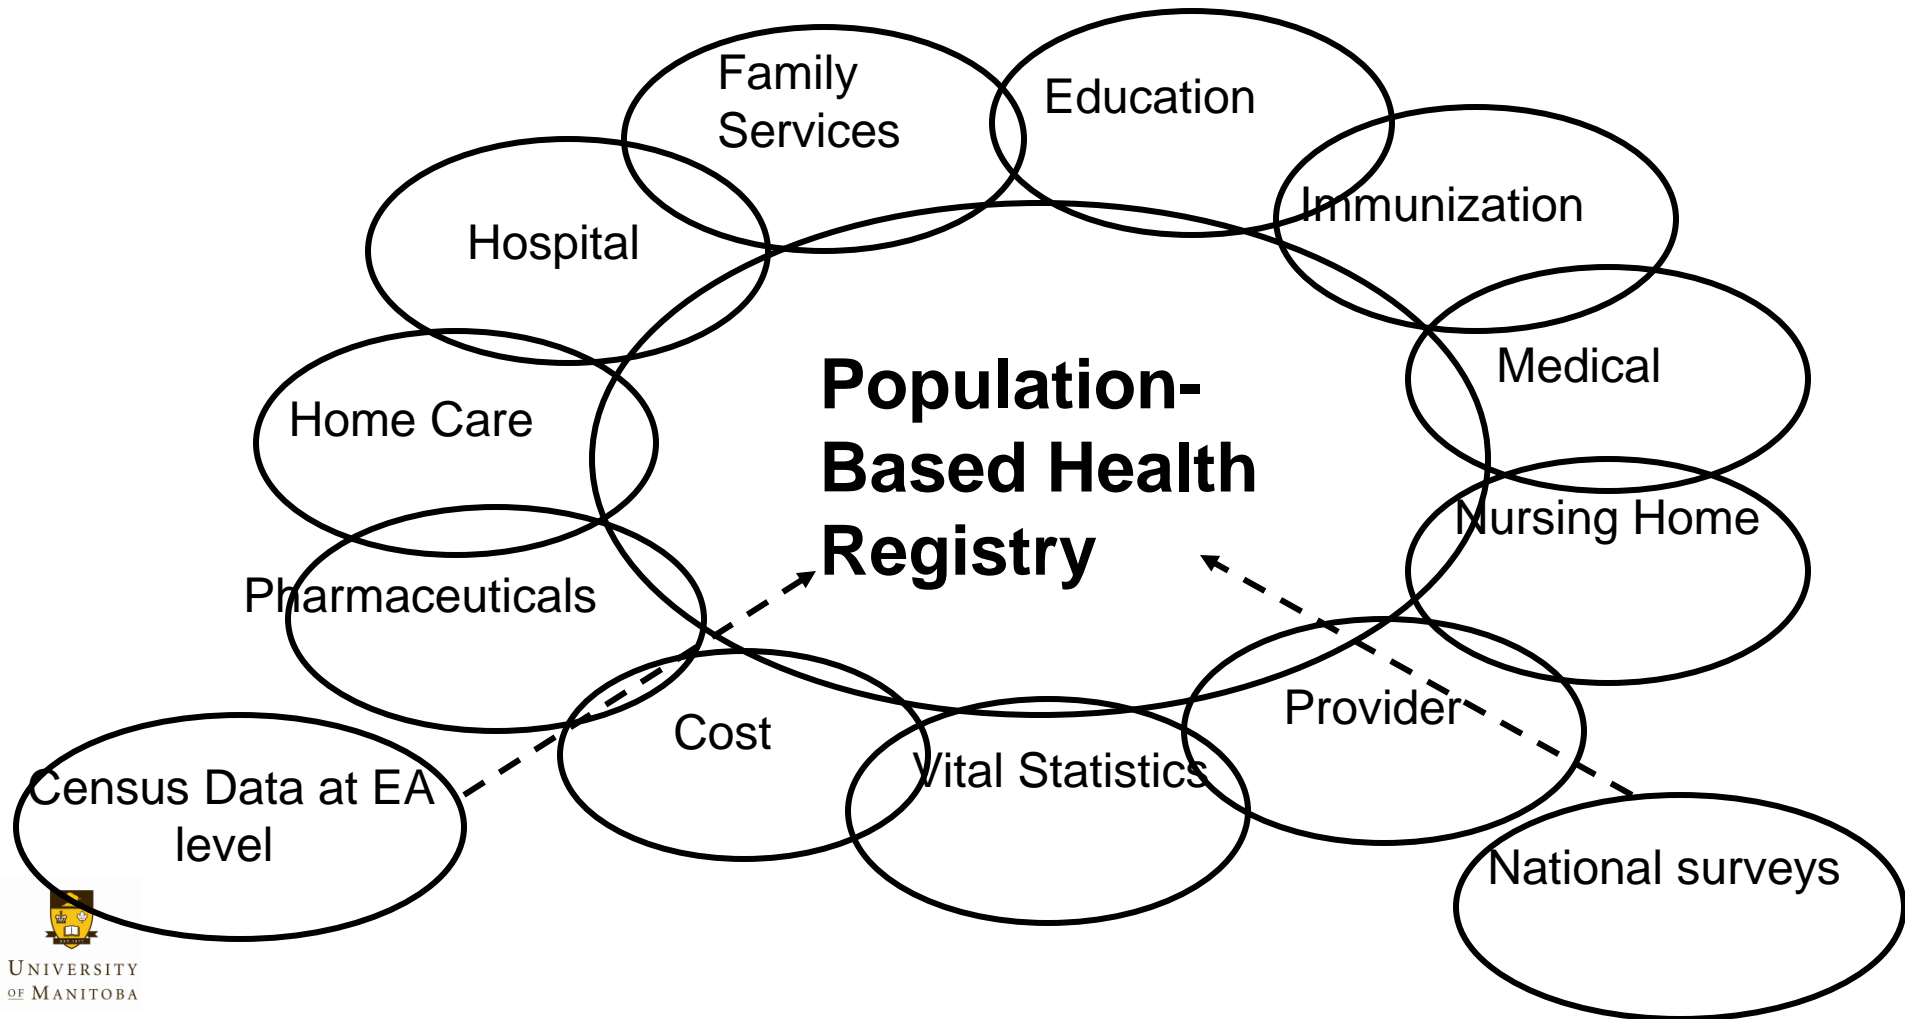 Family
Services
Education
Immunization
Hospital
Medical
Home Care
Population-
Based Health
Registry
Nursing Home
Pharmaceuticals
Provider
Cost
Vital Statistics
Census Data at EA
level
National surveys
UNIVERSITY
OF MANITOBA